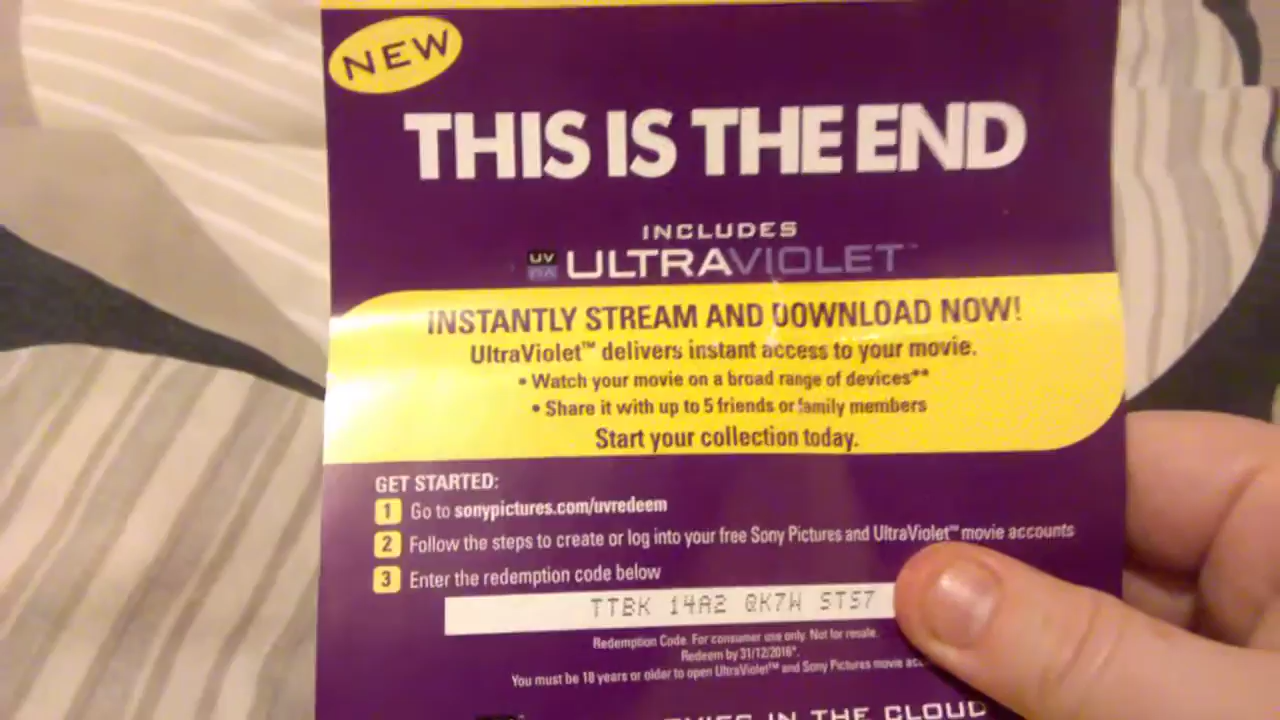 NEW
THIS IS THE END
INCLUDES
UV ULTRAVIOLET™
INSTANTLY STREAM AND DOWNLOAD NOW!
UltraViolet™ delivers instant access to your movie.
• Watch your movie on a broad range of devices**
• Share it with up to 5 friends or family members
Start your collection today.
GET STARTED:
1 Go to sonypictures.com/uvredeem
2 Follow the steps to create or log into your free Sony Pictures and UltraViolet™ movie accounts
3 Enter the redemption code below
TTBK 14A2 QK7W STS7
Redemption Code. For consumer use only. Not for resale.
Redeem by 31/12/2016*.
You must be 18 years or older to open UltraViolet™ and Sony Pictures movie
IN THE CLOUD